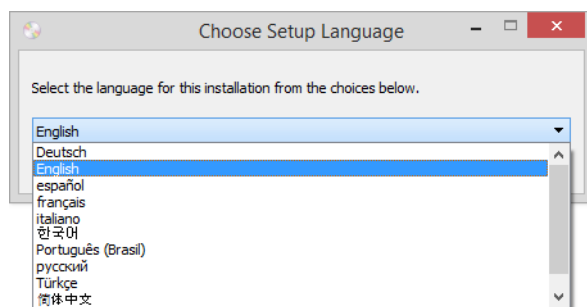 Choose Setup Language
Select the language for this installation from the choices below.
English
Deutsch
English
español
français
italiano
한국어
Português (Brasil)
русский
Türkçe
简体中文